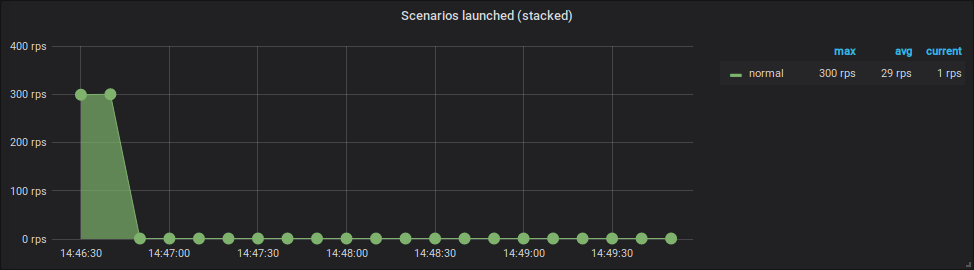 Scenarios launched (stacked)
400 rps
300 rps
200 rps
100 rps
0 rps
14:46:30 14:47:00 14:47:30 14:48:00 14:48:30 14:49:00 14:49:30
max avg current
normal 300 rps 29 rps 1 rps